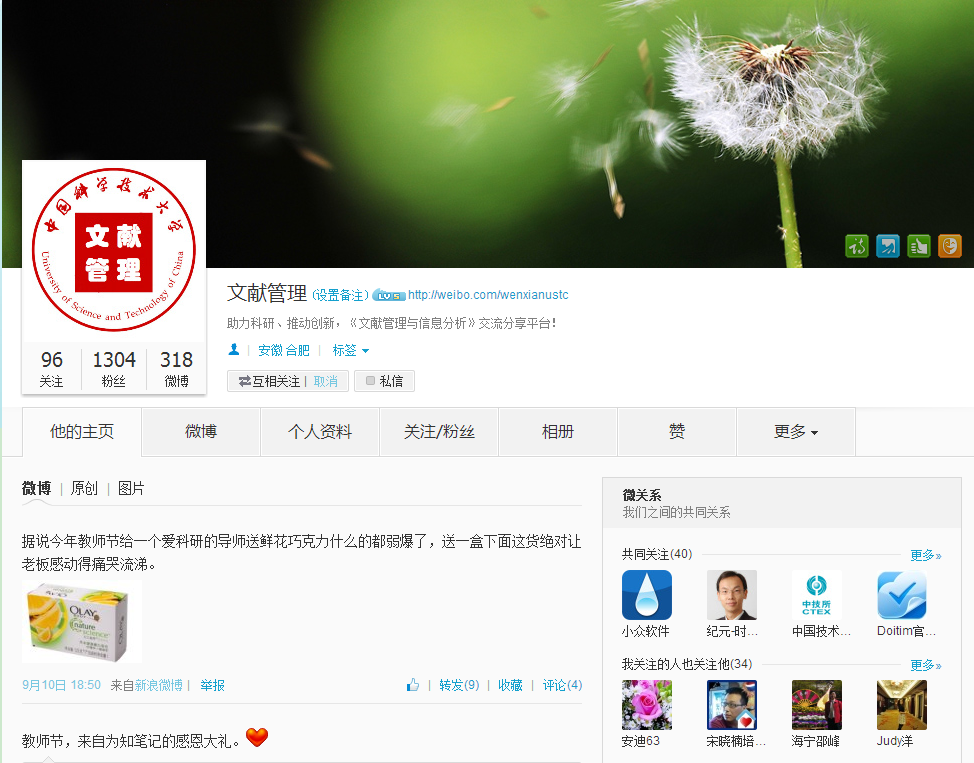 中国科学技术大学
文献
管理
University of Science and Technology of China
文献管理 (设置备注) LV 5 http://weibo.com/wenxianustc
助力科研、推动创新，《文献管理与信息分析》交流分享平台！
安徽 合肥 | 标签
96 1304 318
关注 粉丝 微博
互相关注 | 取消 私信
他的主页 微博 个人资料 关注/粉丝 相册 赞 更多
微博 | 原创 | 图片
据说今年教师节给一个爱科研的导师送鲜花巧克力什么的都弱爆了，送一盒下面这货绝对让
老板感动得痛哭流涕。
OLAY
nature
science
9月10日 18:50 来自新浪微博 | 举报
| 转发(9) | 收藏 | 评论(4)
教师节，来自为知笔记的感恩大礼。
微关系
我们之间的共同关系
共同关注(40) 更多»
中技所
CTEX
小众软件 纪元-时... 中国技术... Doitim官...
我关注的人也关注他(34) 更多»
安迪63 宋晓楠培... 海宁邵峰 Judy洋